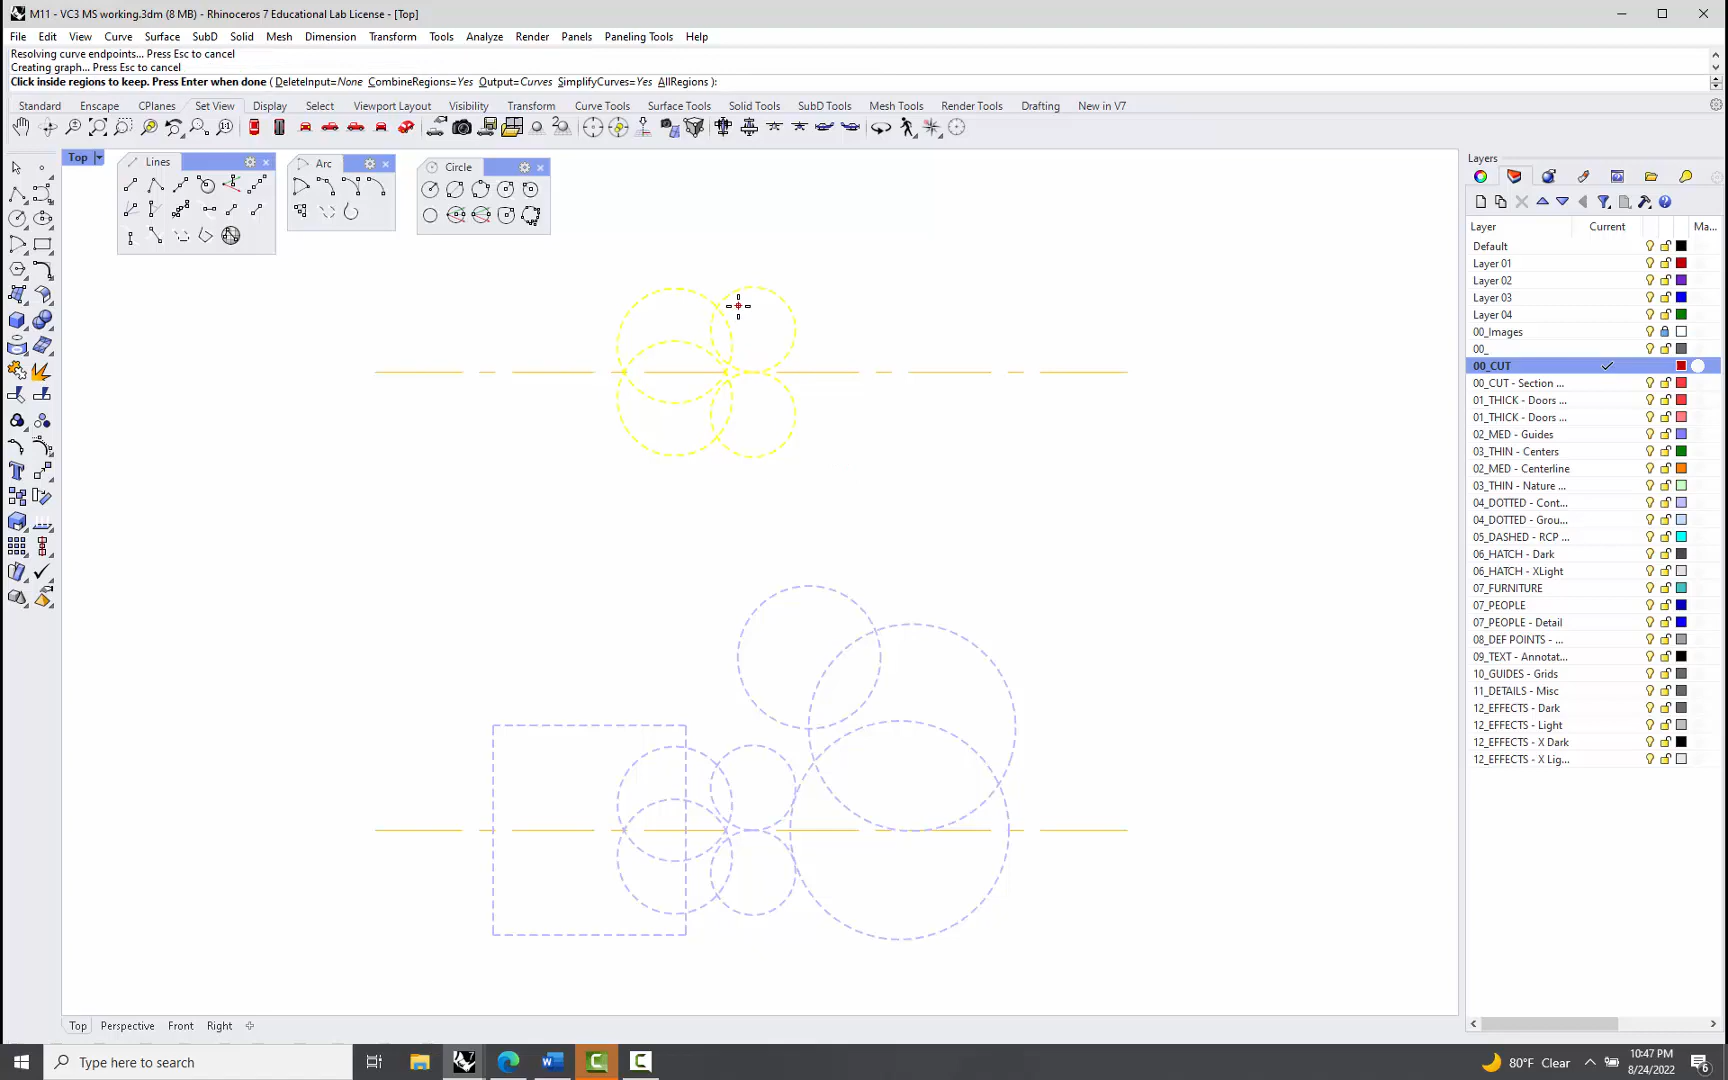 M11 - VC3 MS working.3dm (8 MB) - Rhinoceros 7 Educational Lab License - [Top]
File Edit View Curve Surface SubD Solid Mesh Dimension Transform Tools Analyze Render Panels Paneling Tools Help
Resolving curve endpoints... Press Esc to cancel
Creating graph... Press Esc to cancel
Click inside regions to keep. Press Enter when done ( DeleteInput=None CombineRegions=Yes Output=Curves SimplifyCurves=Yes AllRegions ):
Standard Enscape CPlanes Set View Display Select Viewport Layout Visibility Transform Curve Tools Surface Tools Solid Tools SubD Tools Mesh Tools Render Tools Drafting New in V7
Top
Lines
Arc
Circle
Layers
Layer Current Ma...
Default
Layer 01
Layer 02
Layer 03
Layer 04
00_Images
00_
00_CUT
00_CUT - Section ...
01_THICK - Doors ...
01_THICK - Doors ...
02_MED - Guides
03_THIN - Centers
02_MED - Centerline
03_THIN - Nature ...
04_DOTTED - Cont...
04_DOTTED - Grou...
05_DASHED - RCP ...
06_HATCH - Dark
06_HATCH - XLight
07_FURNITURE
07_PEOPLE
07_PEOPLE - Detail
08_DEF POINTS - ...
09_TEXT - Annotat...
10_GUIDES - Grids
11_DETAILS - Misc
12_EFFECTS - Dark
12_EFFECTS - Light
12_EFFECTS - X Dark
12_EFFECTS - X Lig...
Top Perspective Front Right
Type here to search
80°F Clear
10:47 PM
8/24/2022
6